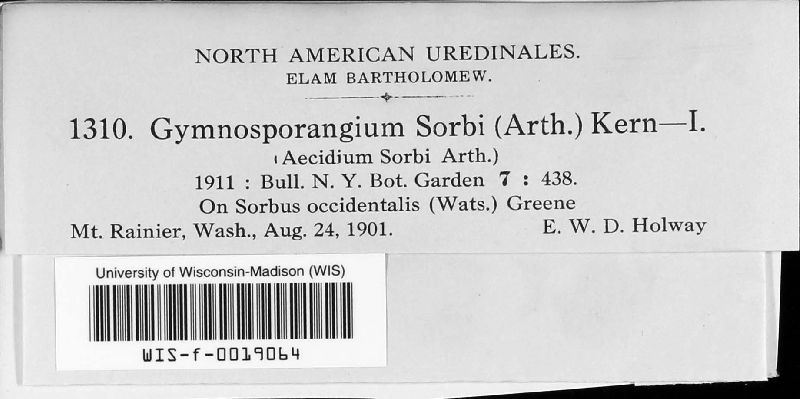 NORTH AMERICAN UREDINALES.
ELAM BARTHOLOMEW.
1310. Gymnosporangium Sorbi (Arth.) Kern—I.
(Aecidium Sorbi Arth.)
1911 : Bull. N. Y. Bot. Garden 7 : 438.
On Sorbus occidentalis (Wats.) Greene
Mt. Rainier, Wash., Aug. 24, 1901. E. W. D. Holway
University of Wisconsin-Madison (WIS)
WIS-f-0019064